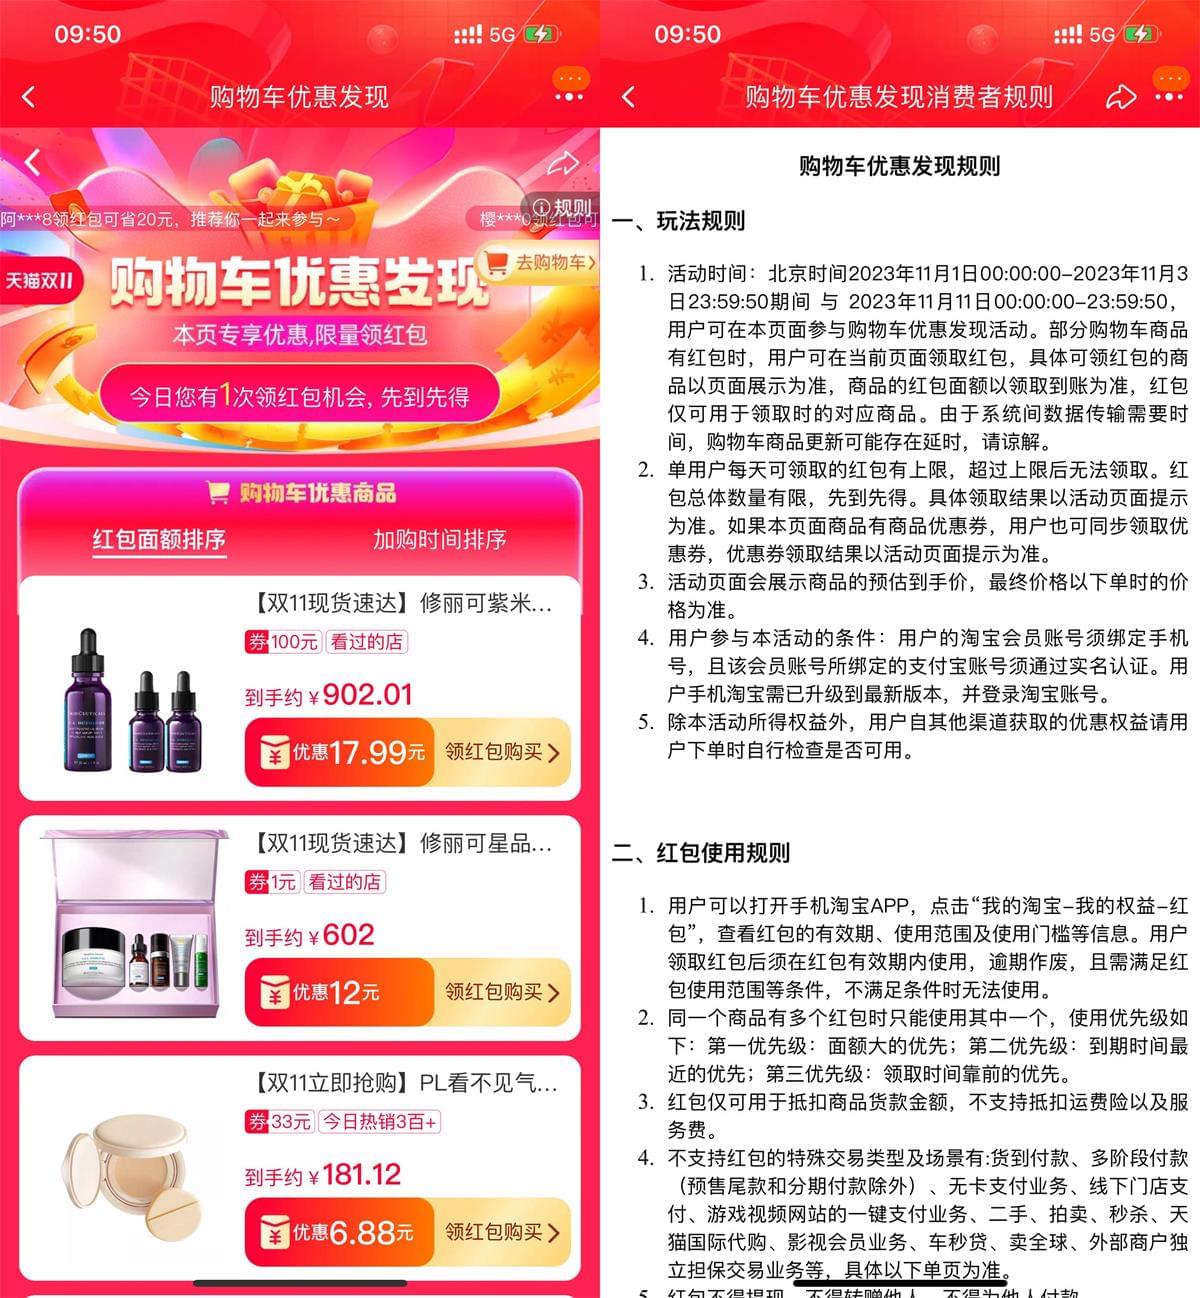 09:50
5G
购物车优惠发现
阿***8领红包可省20元，推荐你一起来参与～
规则
去购物车
天猫双11
购物车优惠发现
本页专享优惠,限量领红包
今日您有1次领红包机会, 先到先得
购物车优惠商品
红包面额排序
加购时间排序
【双11现货速达】修丽可紫米...
券 100元 看过的店
到手约 ¥902.01
优惠17.99元 领红包购买
【双11现货速达】修丽可星品...
券 1元 看过的店
到手约 ¥602
优惠12元 领红包购买
【双11立即抢购】PL看不见气...
券 33元 今日热销3百+
到手约 ¥181.12
优惠6.88元 领红包购买
09:50
5G
购物车优惠发现消费者规则
购物车优惠发现规则
一、玩法规则
1. 活动时间：北京时间2023年11月1日00:00:00-2023年11月3
日23:59:50期间 与 2023年11月11日00:00:00-23:59:50，
用户可在本页面参与购物车优惠发现活动。部分购物车商品
有红包时，用户可在当前页面领取红包，具体可领红包的商
品以页面展示为准，商品的红包面额以领取到账为准，红包
仅可用于领取时的对应商品。由于系统间数据传输需要时
间，购物车商品更新可能存在延时，请谅解。
2. 单用户每天可领取的红包有上限，超过上限后无法领取。红
包总体数量有限，先到先得。具体领取结果以活动页面提示
为准。如果本页面商品有商品优惠券，用户也可同步领取优
惠券，优惠券领取结果以活动页面提示为准。
3. 活动页面会展示商品的预估到手价，最终价格以下单时的价
格为准。
4. 用户参与本活动的条件：用户的淘宝会员账号须绑定手机
号，且该会员账号所绑定的支付宝账号须通过实名认证。用
户手机淘宝需已升级到最新版本，并登录淘宝账号。
5. 除本活动所得权益外，用户自其他渠道获取的优惠权益请用
户下单时自行检查是否可用。
二、红包使用规则
1. 用户可以打开手机淘宝APP，点击“我的淘宝-我的权益-红
包”，查看红包的有效期、使用范围及使用门槛等信息。用户
领取红包后须在红包有效期内使用，逾期作废，且需满足红
包使用范围等条件，不满足条件时无法使用。
2. 同一个商品有多个红包时只能使用其中一个，使用优先级如
下：第一优先级：面额大的优先；第二优先级：到期时间最
近的优先；第三优先级：领取时间靠前的优先。
3. 红包仅可用于抵扣商品货款金额，不支持抵扣运费险以及服
务费。
4. 不支持红包的特殊交易类型及场景有:货到付款、多阶段付款
（预售尾款和分期付款除外）、无卡支付业务、线下门店支
付、游戏视频网站的一键支付业务、二手、拍卖、秒杀、天
猫国际代购、影视会员业务、车秒贷、卖全球、外部商户独
立担保交易业务等，具体以下单页为准。
5. 红包不得提现，不得转赠他人，不得为他人付款